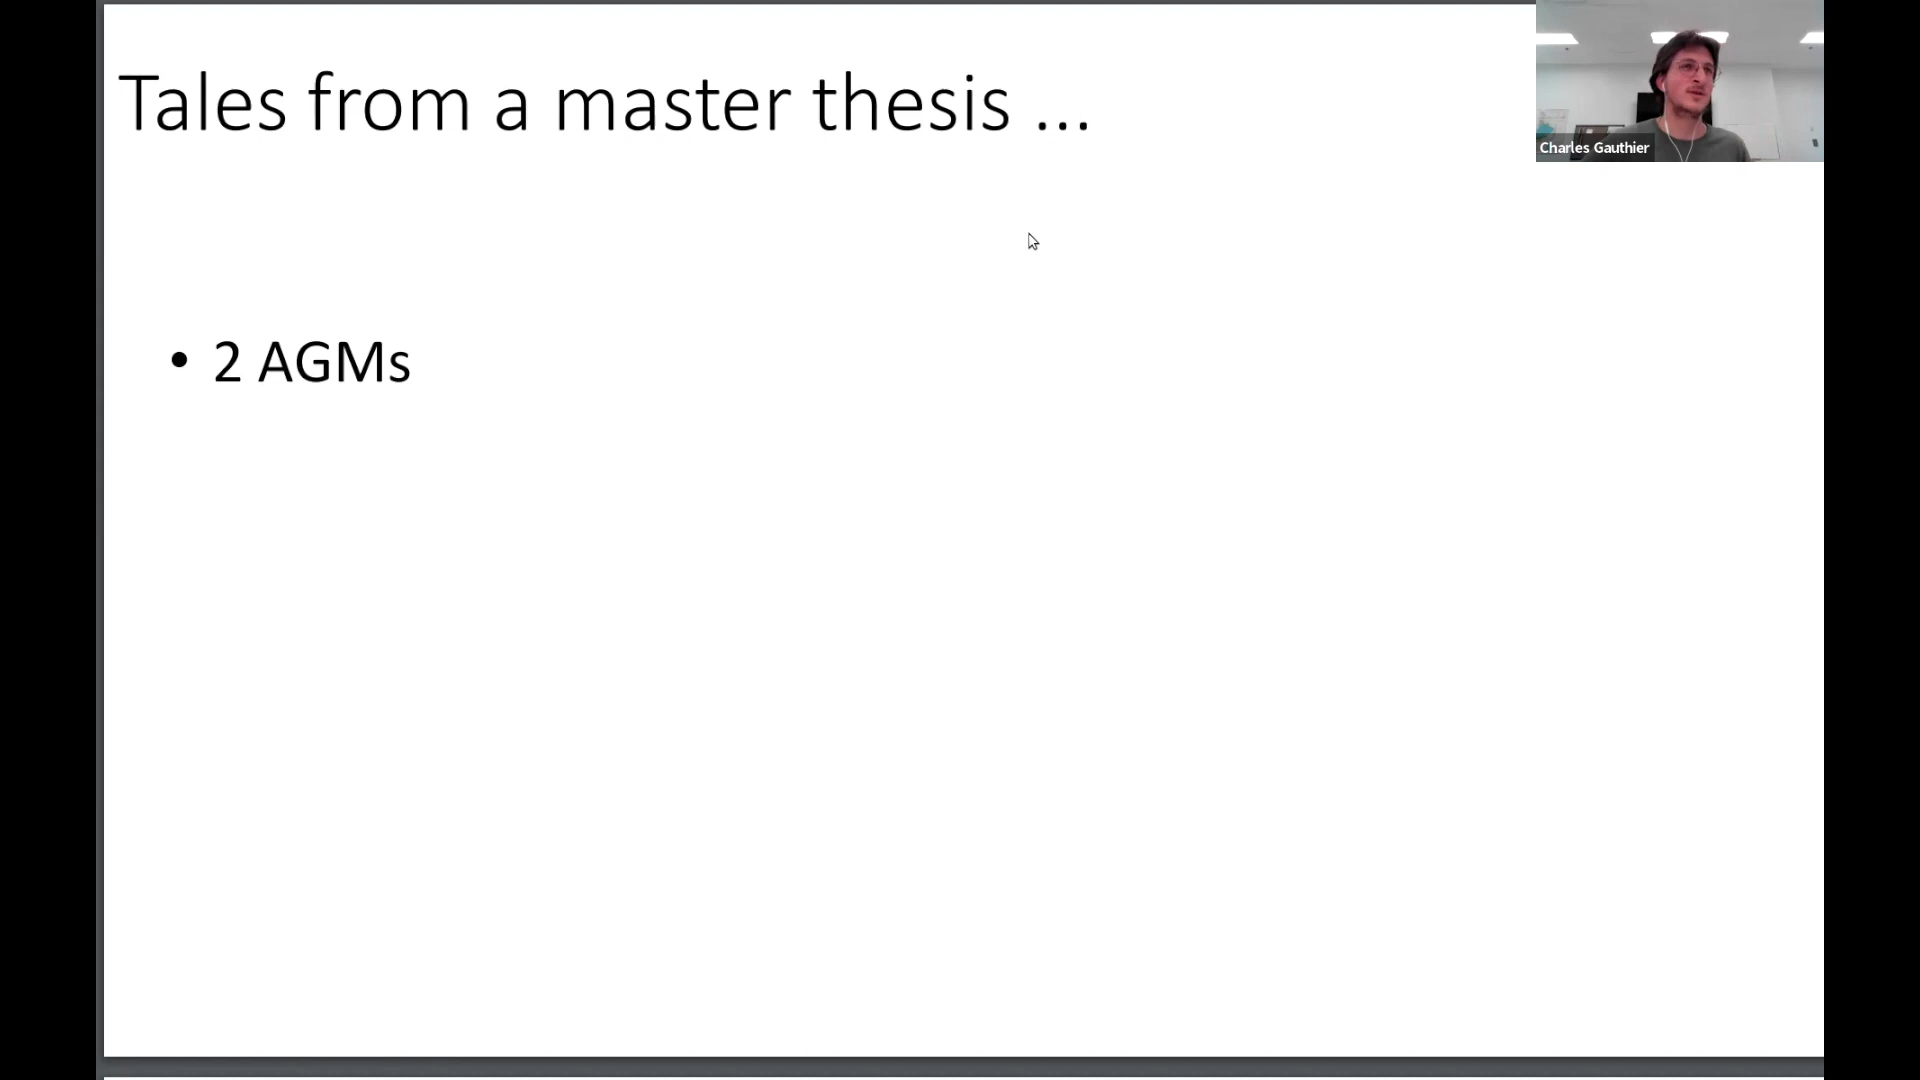 Tales from a master thesis ...
Charles Gauthier
• 2 AGMs